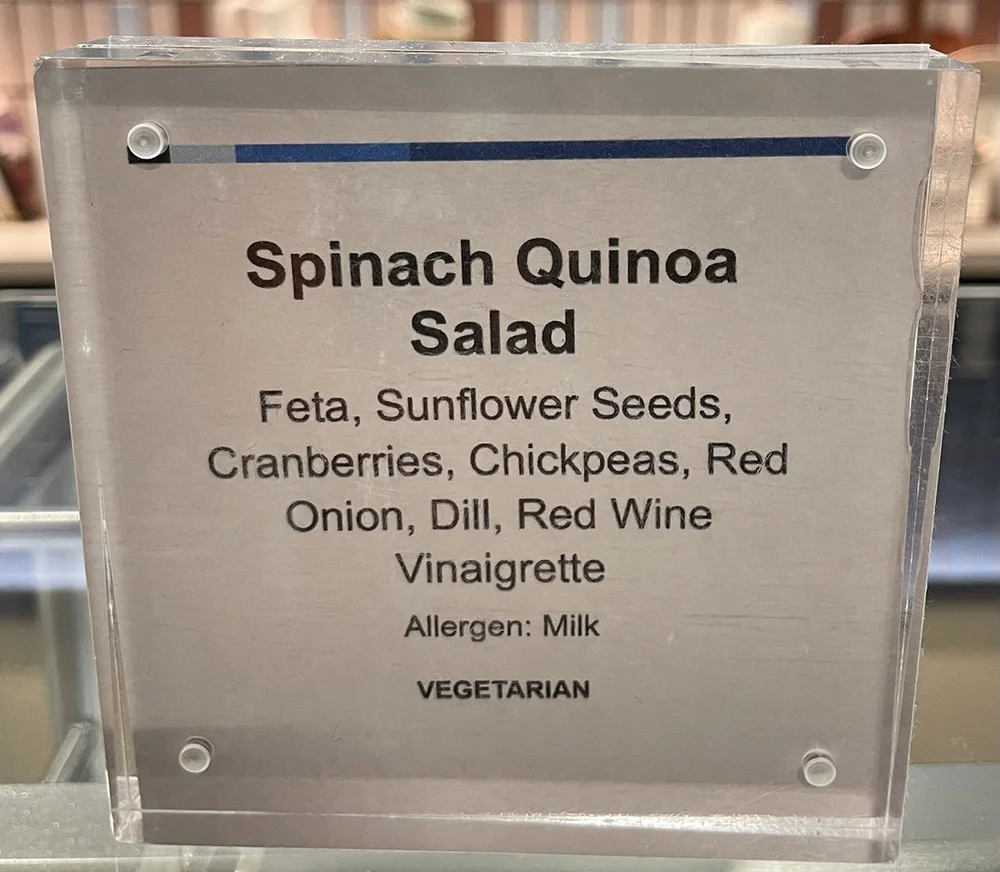 Spinach Quinoa
Salad
Feta, Sunflower Seeds,
Cranberries, Chickpeas, Red
Onion, Dill, Red Wine
Vinaigrette
Allergen: Milk
VEGETARIAN